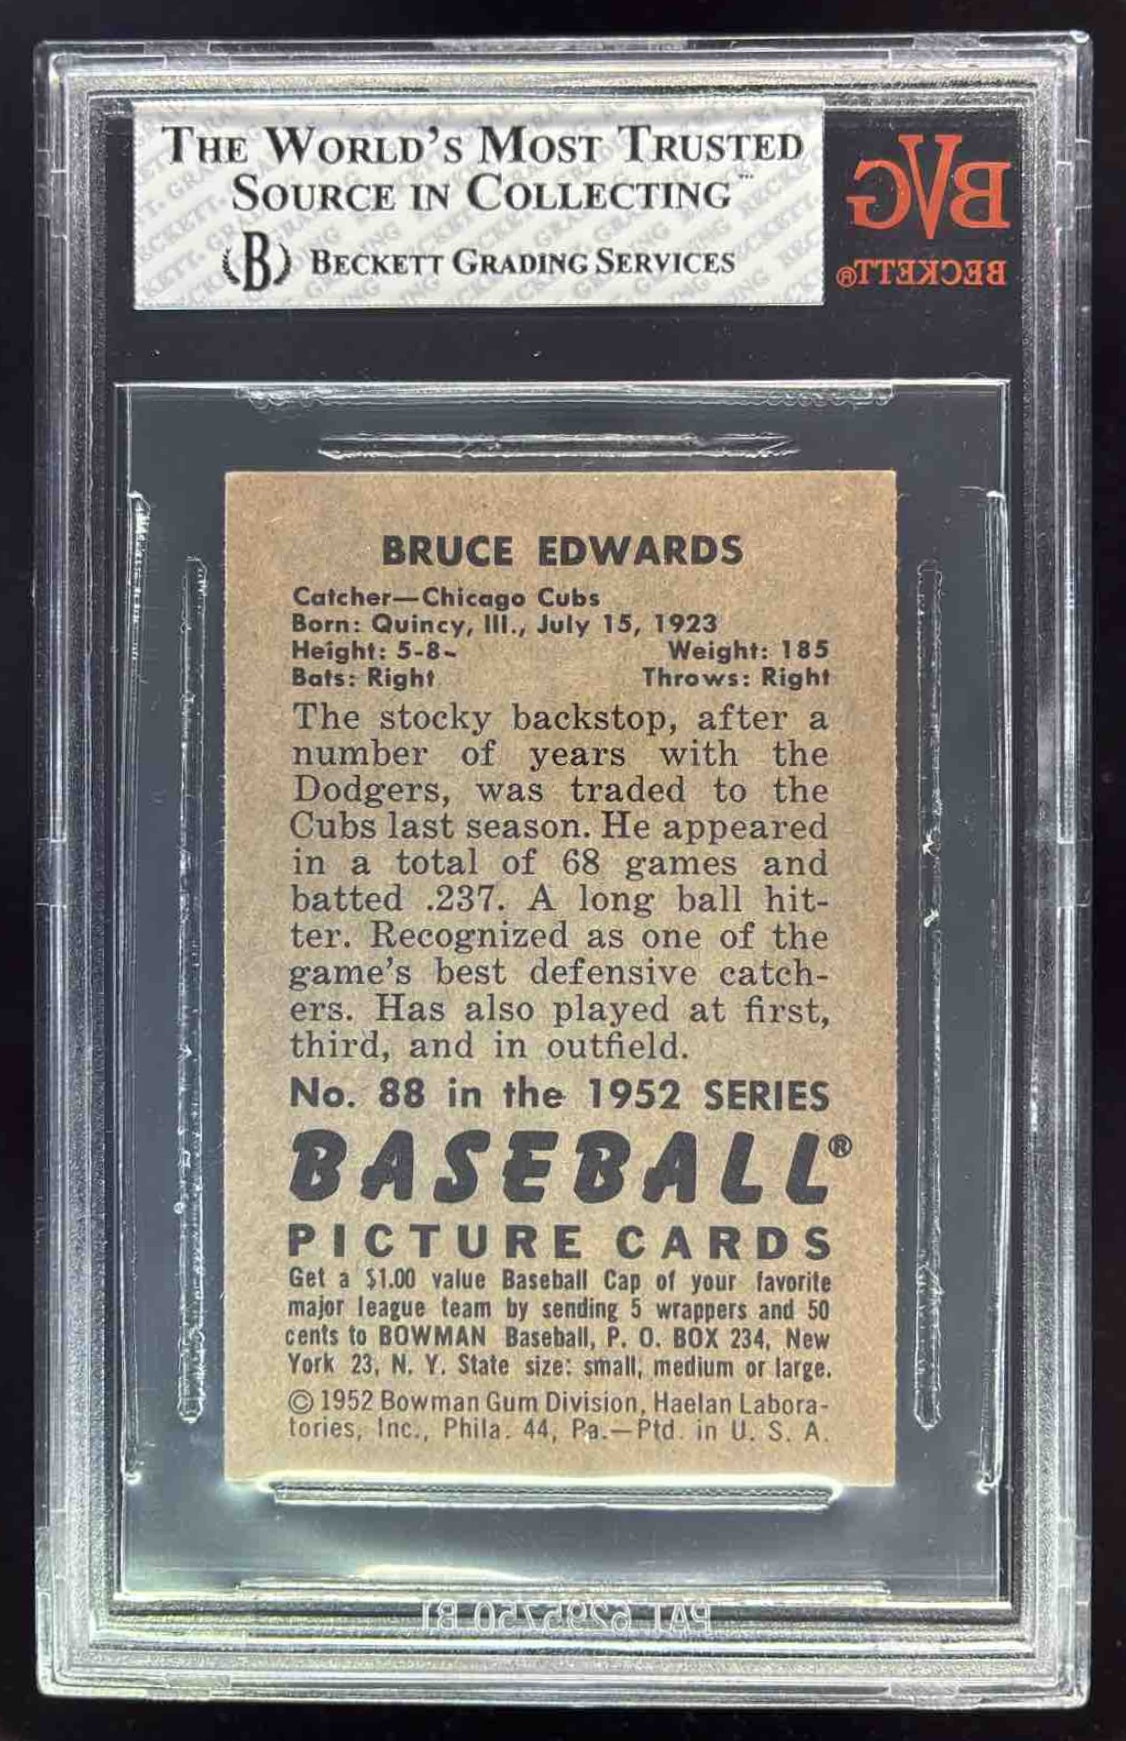 THE WORLD'S MOST TRUSTED
SOURCE IN COLLECTING™
(B) BECKETT GRADING SERVICES
BVG
BECKETT®
BRUCE EDWARDS
Catcher—Chicago Cubs
Born: Quincy, Ill., July 15, 1923
Height: 5-8- Weight: 185
Bats: Right Throws: Right
The stocky backstop, after a
number of years with the
Dodgers, was traded to the
Cubs last season. He appeared
in a total of 68 games and
batted .237. A long ball hit-
ter. Recognized as one of the
game's best defensive catch-
ers. Has also played at first,
third, and in outfield.
No. 88 in the 1952 SERIES
BASEBALL®
PICTURE CARDS
Get a $1.00 value Baseball Cap of your favorite
major league team by sending 5 wrappers and 50
cents to BOWMAN Baseball, P. O. BOX 234, New
York 23, N. Y. State size: small, medium or large.
© 1952 Bowman Gum Division, Haelan Labora-
tories, Inc., Phila. 44, Pa.—Ptd. in U. S. A.
PAT 6295750 B1